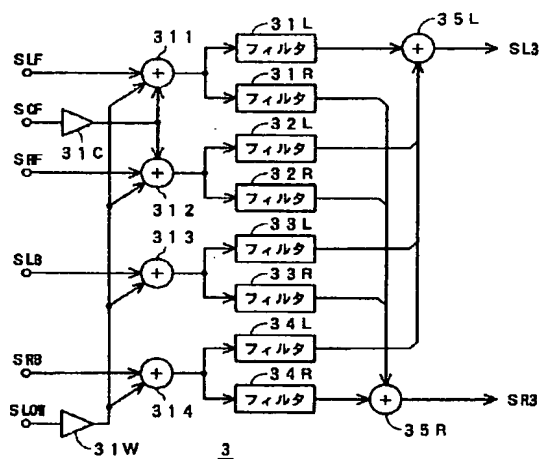 311
31L
35L
SLF
フィルタ
SL3
31R
SCF
フィルタ
31C
32L
SRF
フィルタ
32R
312
フィルタ
313
33L
SLB
フィルタ
33R
フィルタ
34L
SRB
フィルタ
34R
SLOW
314
フィルタ
SR3
31W
3
35R